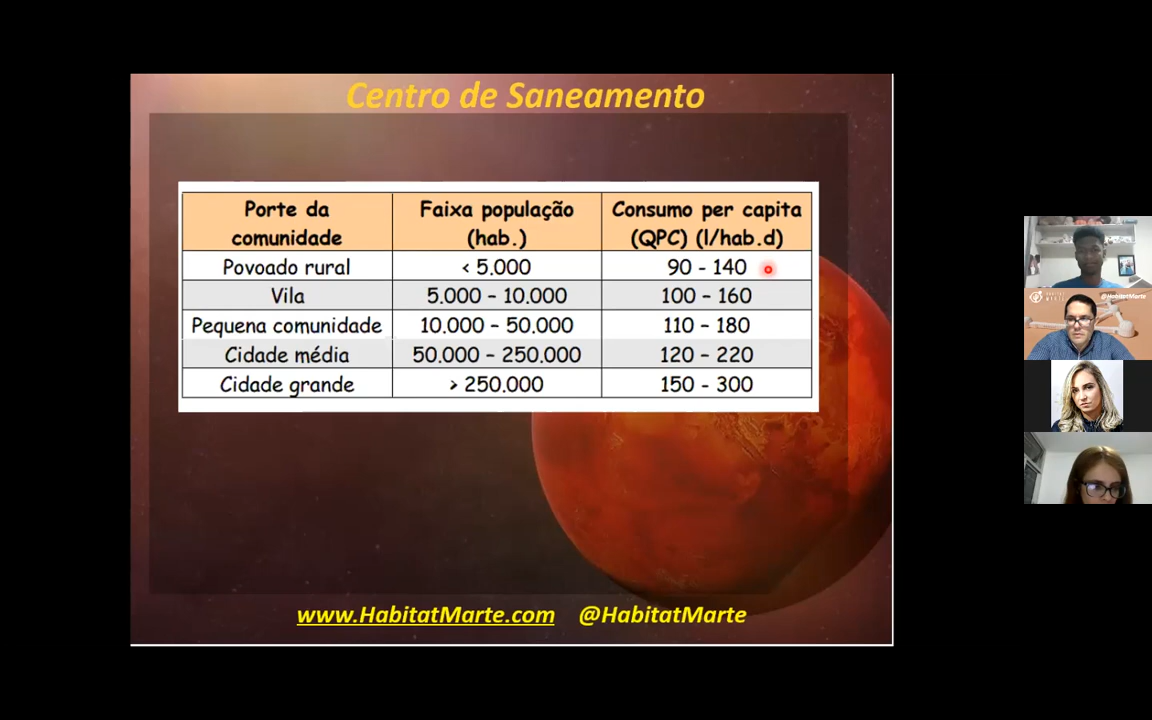 Centro de Saneamento
Porte da comunidade Faixa população (hab.) Consumo per capita (QPC) (l/hab.d)
Povoado rural < 5.000 90 - 140
Vila 5.000 - 10.000 100 - 160
Pequena comunidade 10.000 - 50.000 110 - 180
Cidade média 50.000 - 250.000 120 - 220
Cidade grande > 250.000 150 - 300
www.HabitatMarte.com @HabitatMarte
@HabitatMarte